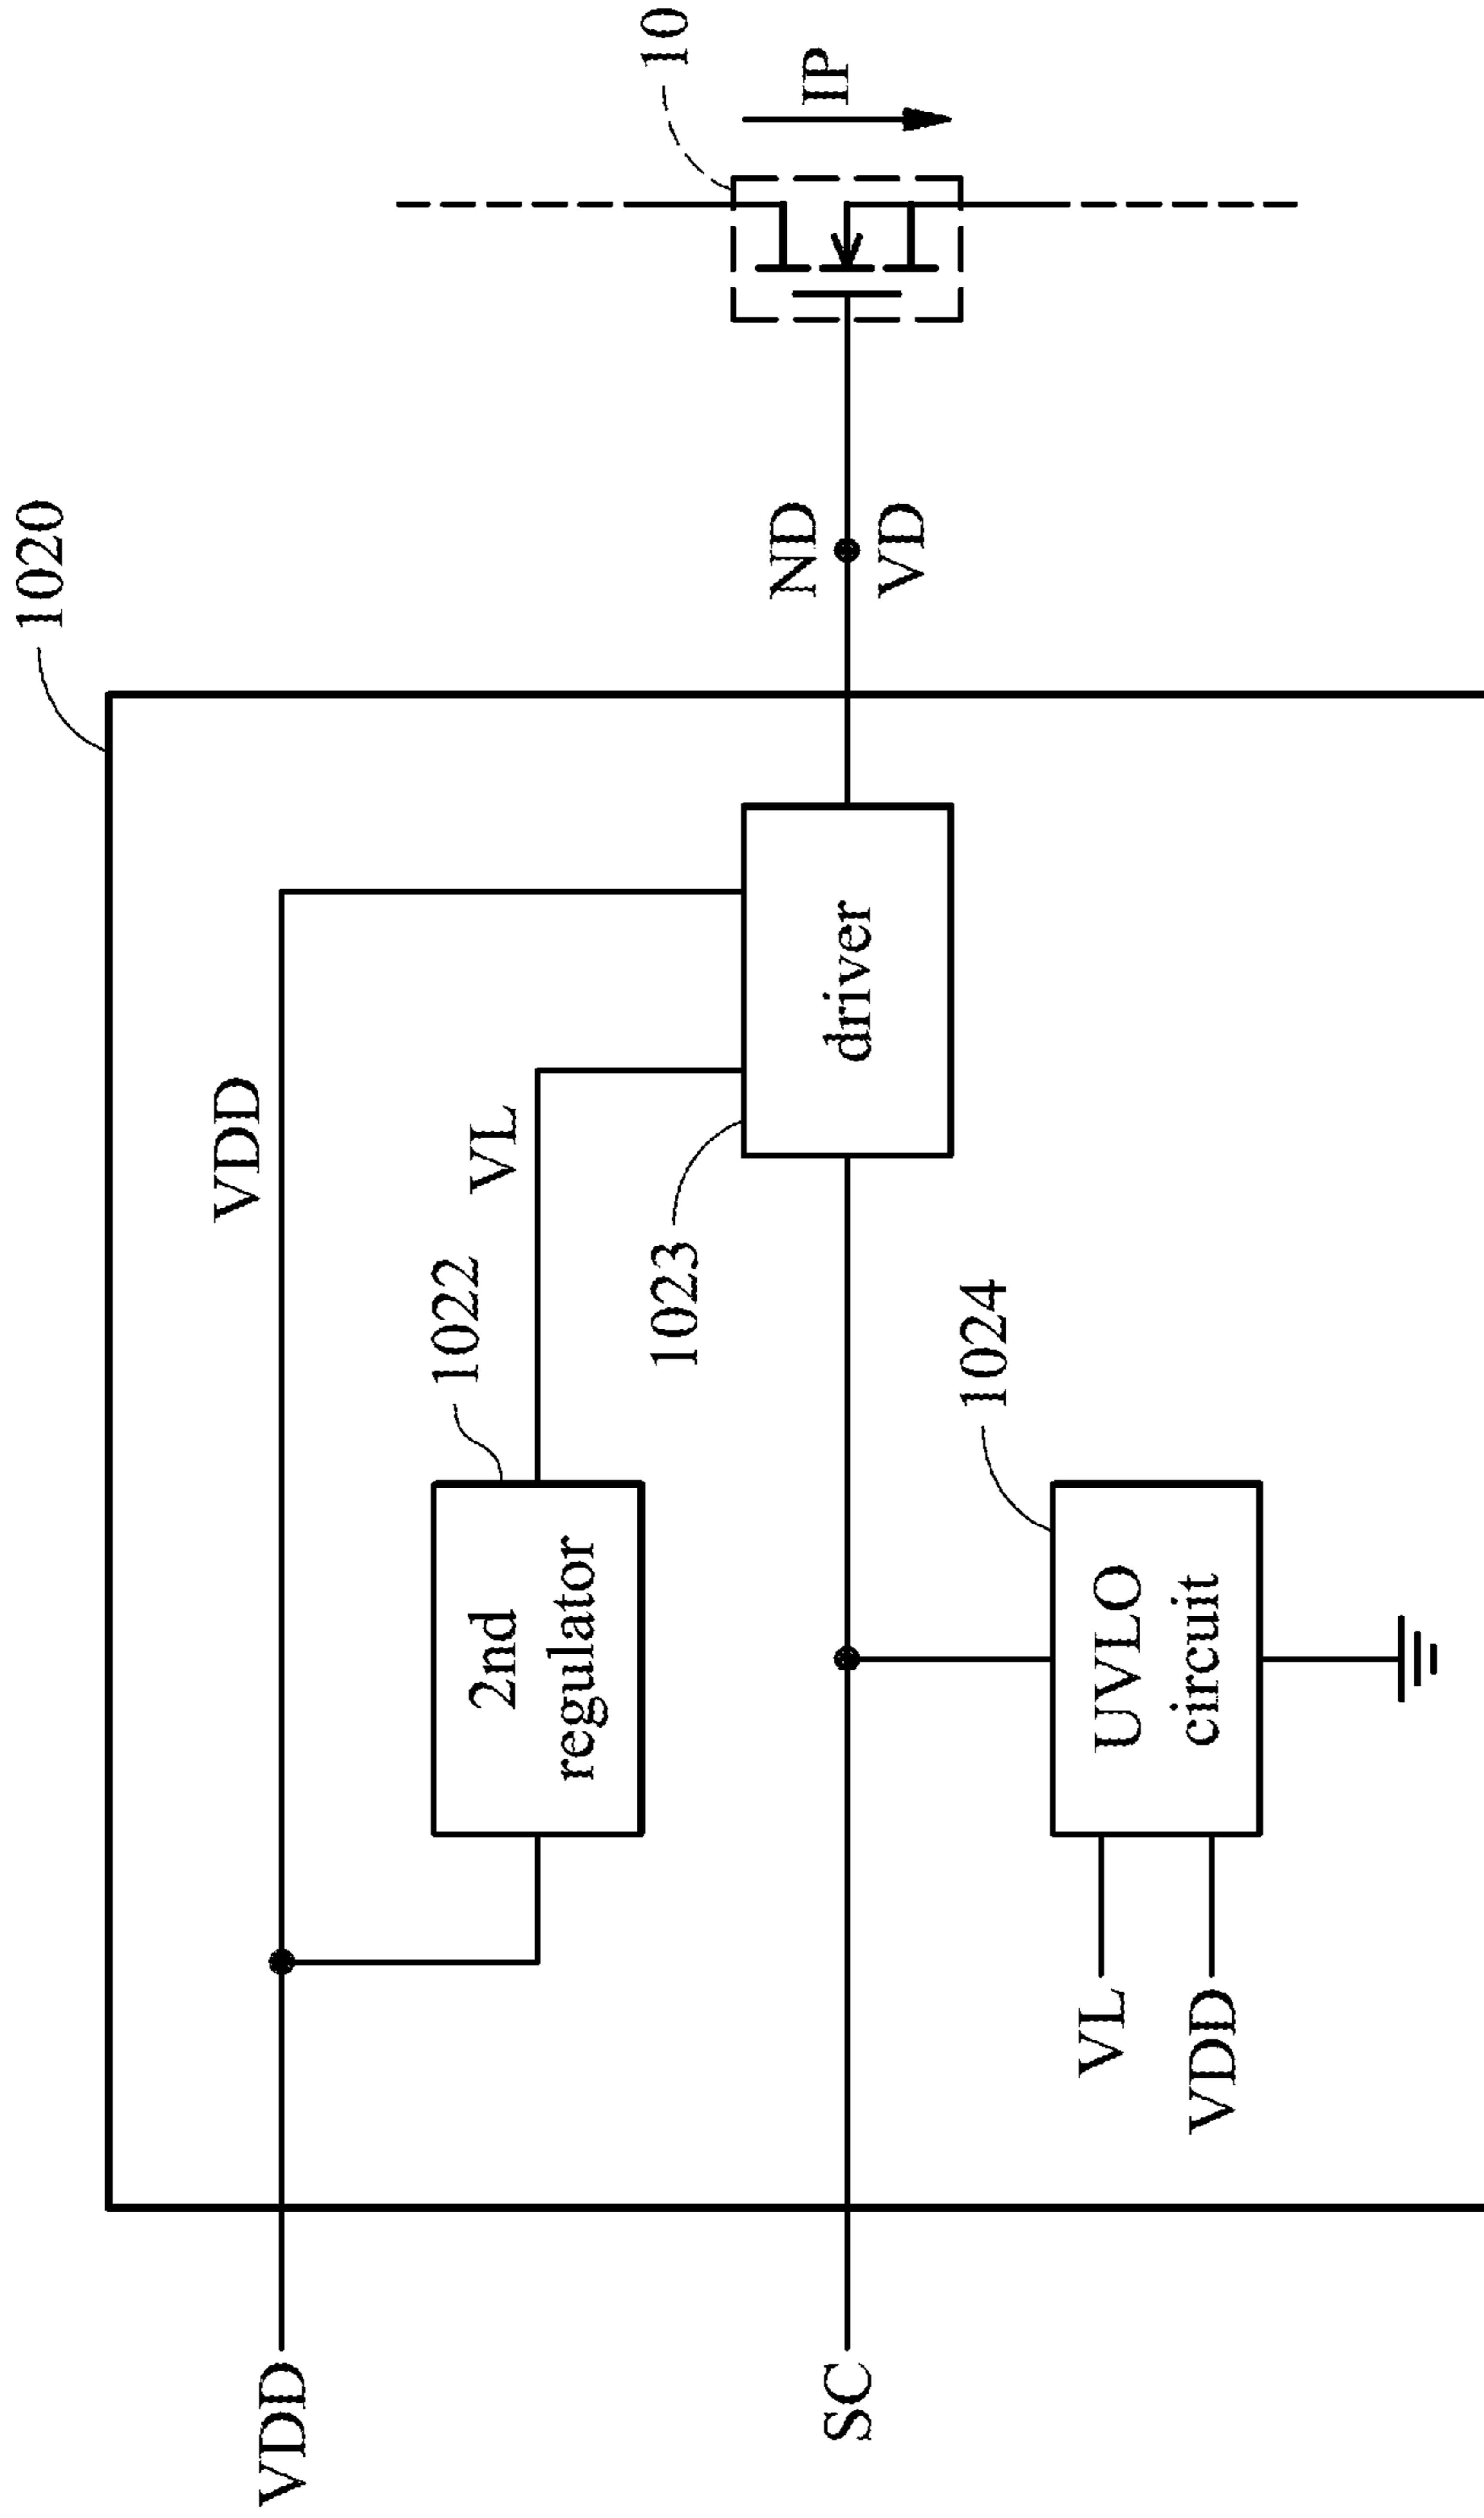 1020
10
IP
VDD
VDD
1022
VL
2nd
regulator
1023
ND
SC
driver
VD
1024
VL
UVLO
VDD
circuit